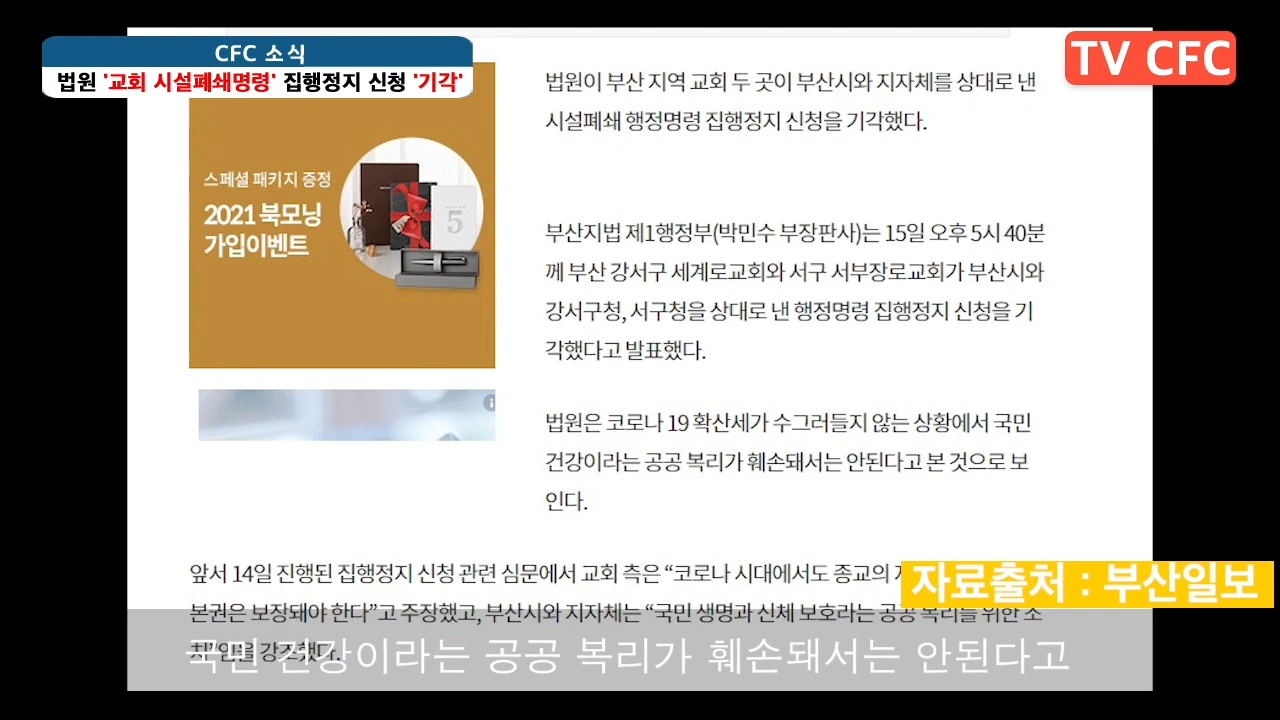 CFC 소식
법원 '교회 시설폐쇄명령' 집행정지 신청 '기각'
TV CFC
스페셜 패키지 증정
2021 북모닝
가입이벤트
5
법원이 부산 지역 교회 두 곳이 부산시와 지자체를 상대로 낸
시설폐쇄 행정명령 집행정지 신청을 기각했다.
부산지법 제1행정부(박민수 부장판사)는 15일 오후 5시 40분
께 부산 강서구 세계로교회와 서구 서부장로교회가 부산시와
강서구청, 서구청을 상대로 낸 행정명령 집행정지 신청을 기
각했다고 발표했다.
법원은 코로나 19 확산세가 수그러들지 않는 상황에서 국민
건강이라는 공공 복리가 훼손돼서는 안된다고 본 것으로 보
인다.
앞서 14일 진행된 집행정지 신청 관련 심문에서 교회 측은 “코로나 시대에서도 종교의
자료출처 : 부산일보
본권은 보장돼야 한다”고 주장했고, 부산시와 지자체는 “국민 생명과 신체 보호라는 공공 복리를 위한 조
치”임을 강조했다.
국민 건강이라는 공공 복리가 훼손돼서는 안된다고